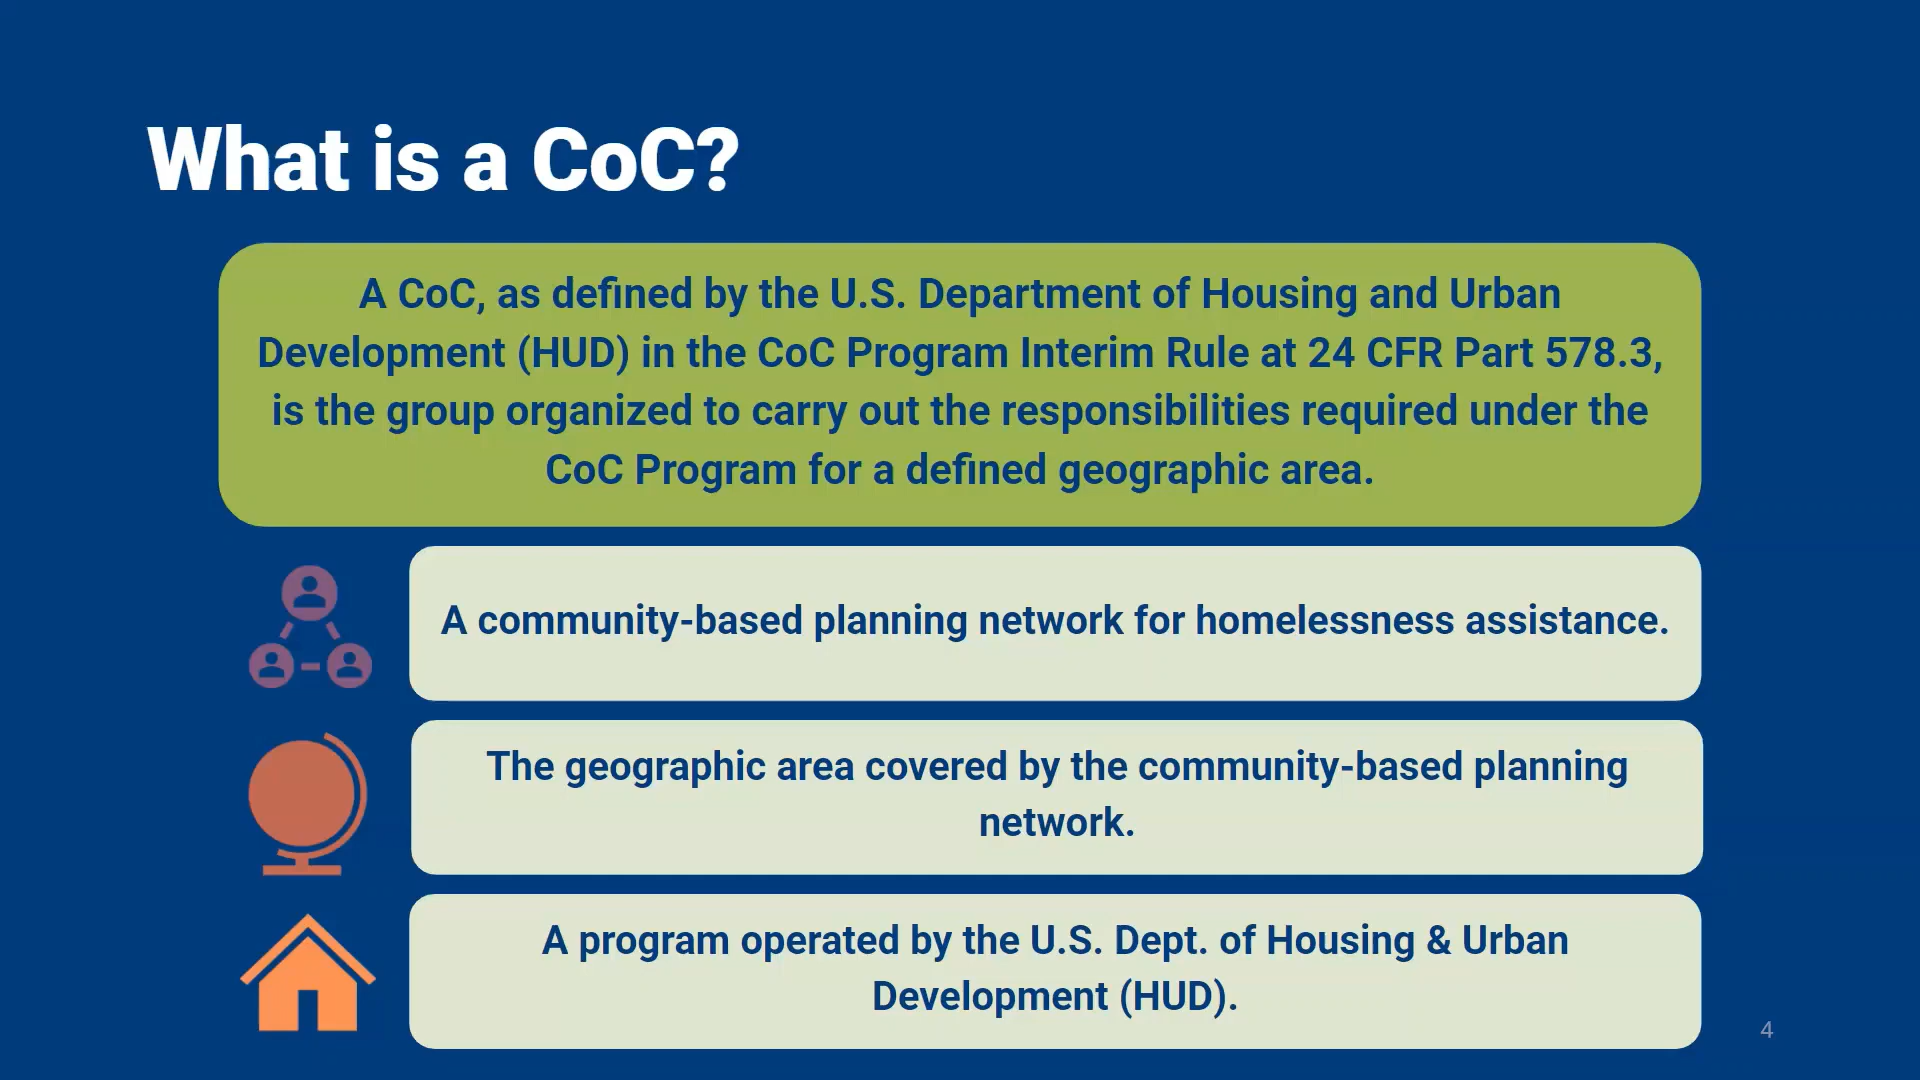 What is a CoC?
A CoC, as defined by the U.S. Department of Housing and Urban
Development (HUD) in the CoC Program Interim Rule at 24 CFR Part 578.3,
is the group organized to carry out the responsibilities required under the
CoC Program for a defined geographic area.
A community-based planning network for homelessness assistance.
The geographic area covered by the community-based planning
network.
A program operated by the U.S. Dept. of Housing & Urban
Development (HUD).
4